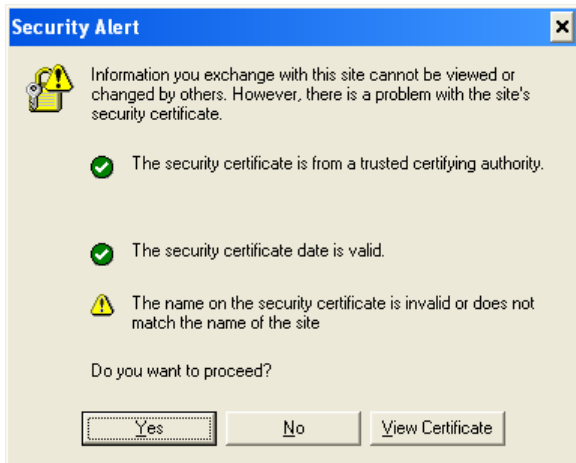 Security Alert
Information you exchange with this site cannot be viewed or
changed by others. However, there is a problem with the site's
security certificate.
The security certificate is from a trusted certifying authority.
The security certificate date is valid.
The name on the security certificate is invalid or does not
match the name of the site
Do you want to proceed?
Yes No View Certificate